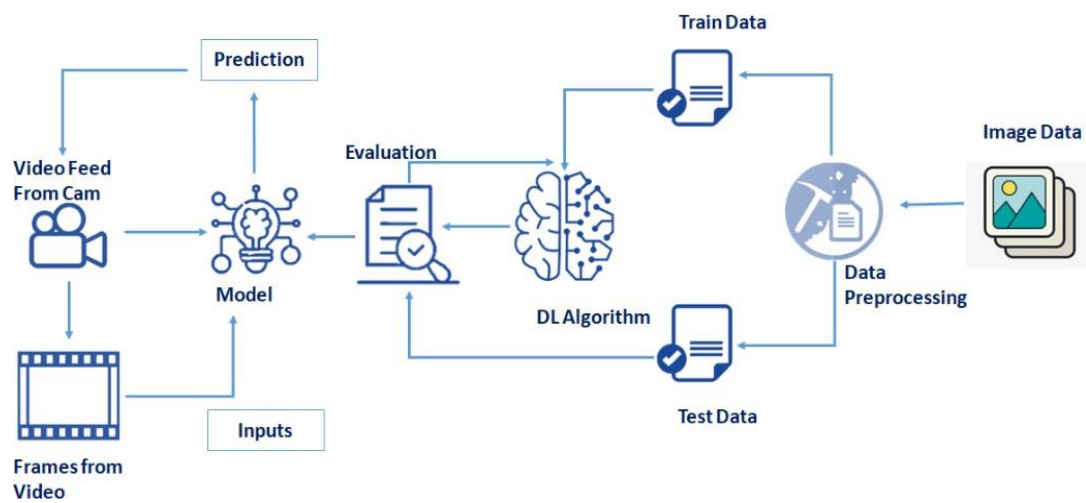 Train Data
Prediction
Image Data
Evaluation
Video Feed
From Cam
Data
Preprocessing
Model
DL Algorithm
Test Data
Inputs
Frames from
Video